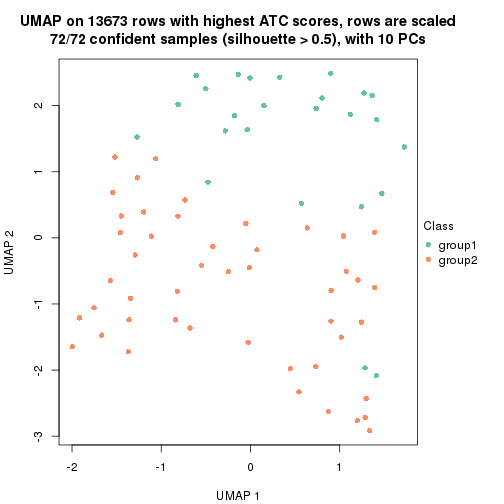 UMAP on 13673 rows with highest ATC scores, rows are scaled
72/72 confident samples (silhouette > 0.5), with 10 PCs
2
1
0
-1
-2
-3
UMAP 2
-2
-1
0
1
UMAP 1
Class
group1
group2